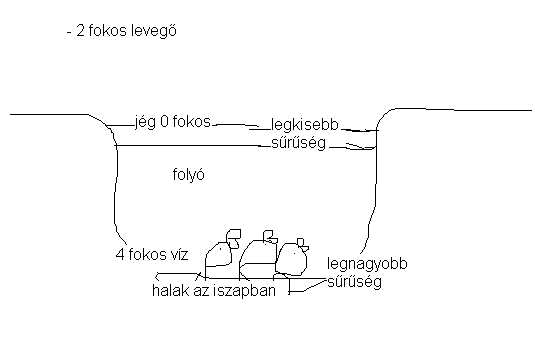 - 2 fokos levegő
jég 0 fokos
legkisebb
sűrűség
folyó
4 fokos víz
legnagyobb
sűrűség
halak az iszapban